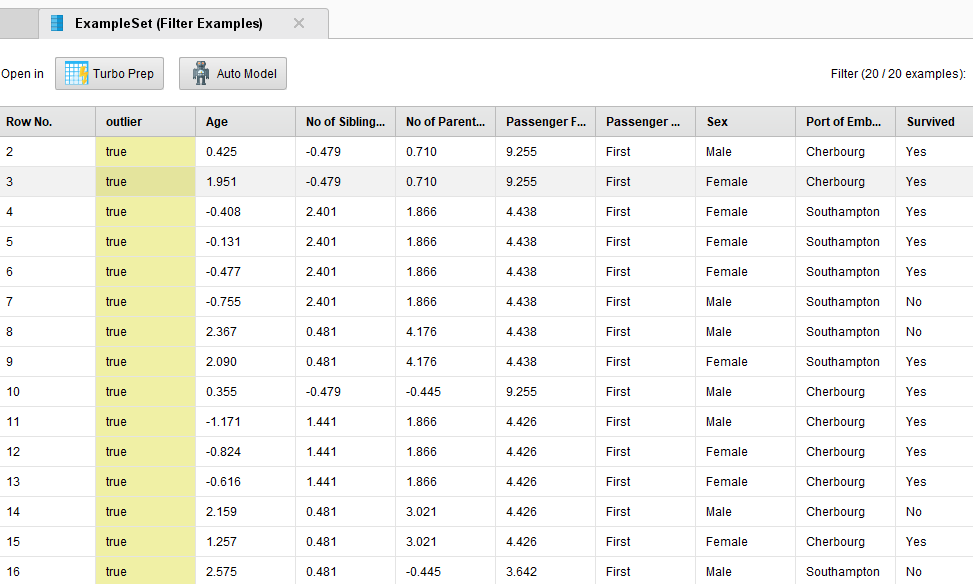 ExampleSet (Filter Examples)
Open in Turbo Prep Auto Model Filter (20 / 20 examples):
Row No. outlier Age No of Sibling... No of Parent... Passenger F... Passenger ... Sex Port of Emb... Survived
2 true 0.425 -0.479 0.710 9.255 First Male Cherbourg Yes
3 true 1.951 -0.479 0.710 9.255 First Female Cherbourg Yes
4 true -0.408 2.401 1.866 4.438 First Female Southampton Yes
5 true -0.131 2.401 1.866 4.438 First Female Southampton Yes
6 true -0.477 2.401 1.866 4.438 First Female Southampton Yes
7 true -0.755 2.401 1.866 4.438 First Male Southampton No
8 true 2.367 0.481 4.176 4.438 First Male Southampton No
9 true 2.090 0.481 4.176 4.438 First Female Southampton Yes
10 true 0.355 -0.479 -0.445 9.255 First Male Cherbourg Yes
11 true -1.171 1.441 1.866 4.426 First Male Cherbourg Yes
12 true -0.824 1.441 1.866 4.426 First Female Cherbourg Yes
13 true -0.616 1.441 1.866 4.426 First Female Cherbourg Yes
14 true 2.159 0.481 3.021 4.426 First Male Cherbourg No
15 true 1.257 0.481 3.021 4.426 First Female Cherbourg Yes
16 true 2.575 0.481 -0.445 3.642 First Male Southampton No